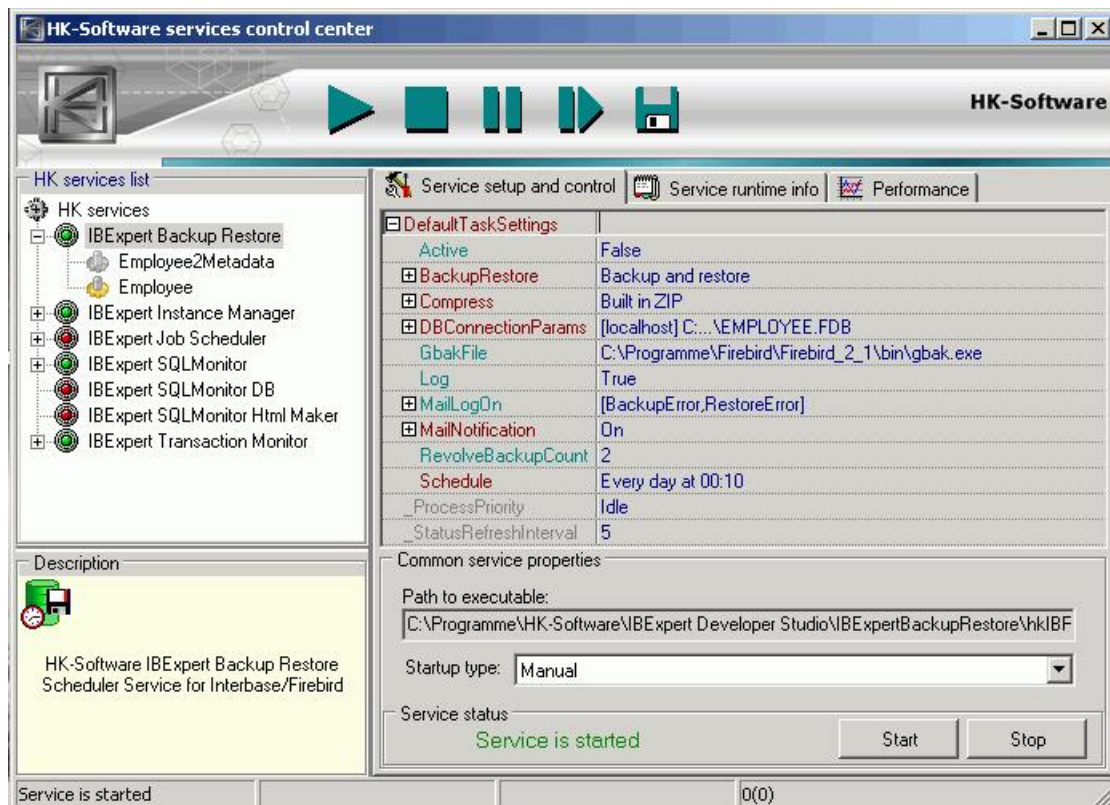 HK-Software services control center
HK-Software
HK services list
HK services
IBExpert Backup Restore
Employee2Metadata
Employee
IBExpert Instance Manager
IBExpert Job Scheduler
IBExpert SQLMonitor
IBExpert SQLMonitor DB
IBExpert SQLMonitor Html Maker
IBExpert Transaction Monitor
Description
HK-Software IBExpert Backup Restore
Scheduler Service for Interbase/Firebird
Service setup and control Service runtime info Performance
DefaultTaskSettings
Active False
BackupRestore Backup and restore
Compress Built in ZIP
DBConnectionParams [localhost] C:...\EMPLOYEE.FDB
GbakFile C:\Programme\Firebird\Firebird_2_1\bin\gbak.exe
Log True
MailLogOn [BackupError,RestoreError]
MailNotification On
RevolveBackupCount 2
Schedule Every day at 00:10
_ProcessPriority Idle
_StatusRefreshInterval 5
Common service properties
Path to executable:
C:\Programme\HK-Software\IBExpert Developer Studio\IBExpertBackupRestore\hkIBF
Startup type: Manual
Service status
Service is started Start Stop
Service is started 0(0)